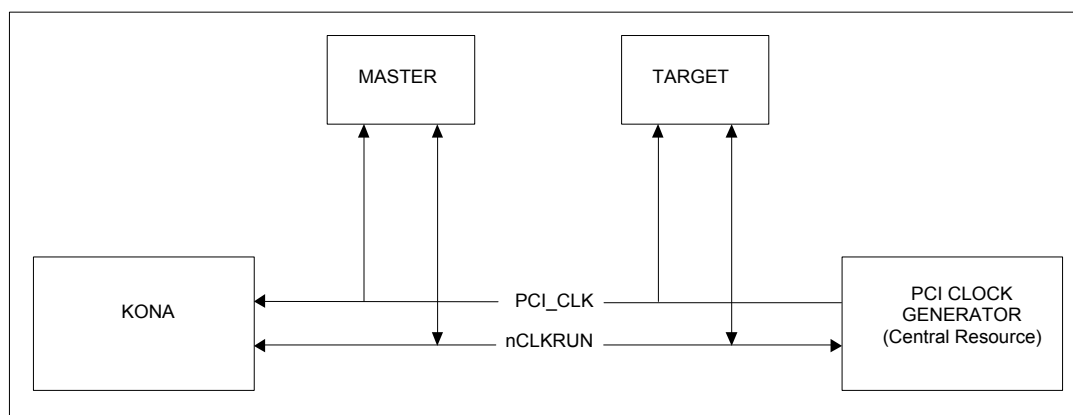 MASTER
TARGET
KONA
PCI_CLK
nCLKRUN
PCI CLOCK
GENERATOR
(Central Resource)